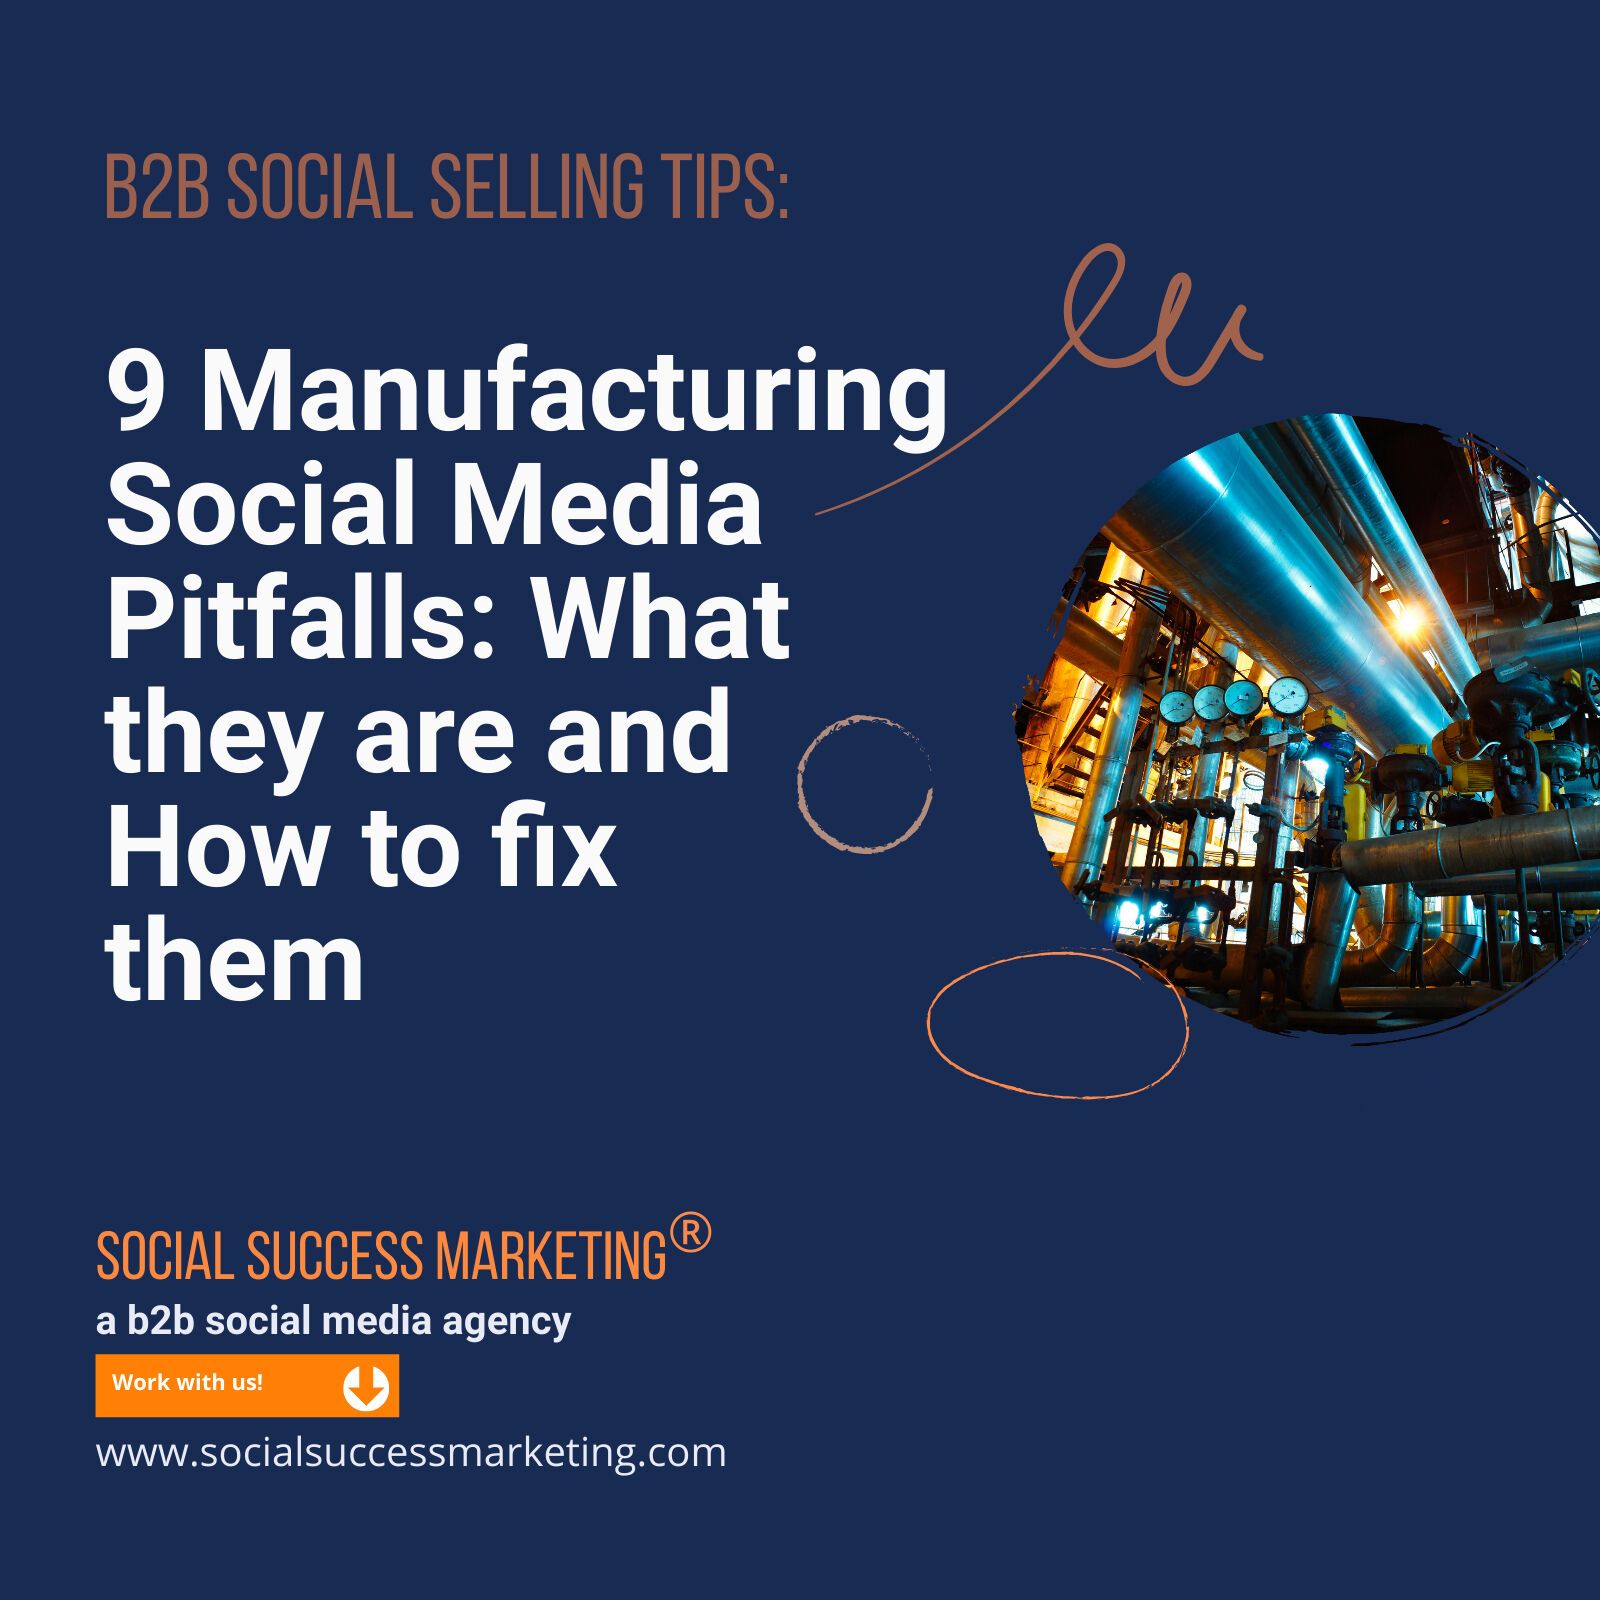 B2B SOCIAL SELLING TIPS:
9 Manufacturing
Social Media
Pitfalls: What
they are and
How to fix
them
SOCIAL SUCCESS MARKETING®
a b2b social media agency
Work with us!
www.socialsuccessmarketing.com